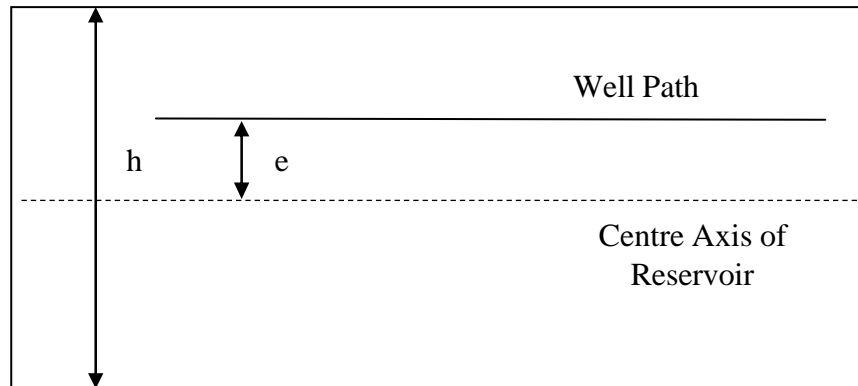 Well Path
h
e
Centre Axis of
Reservoir